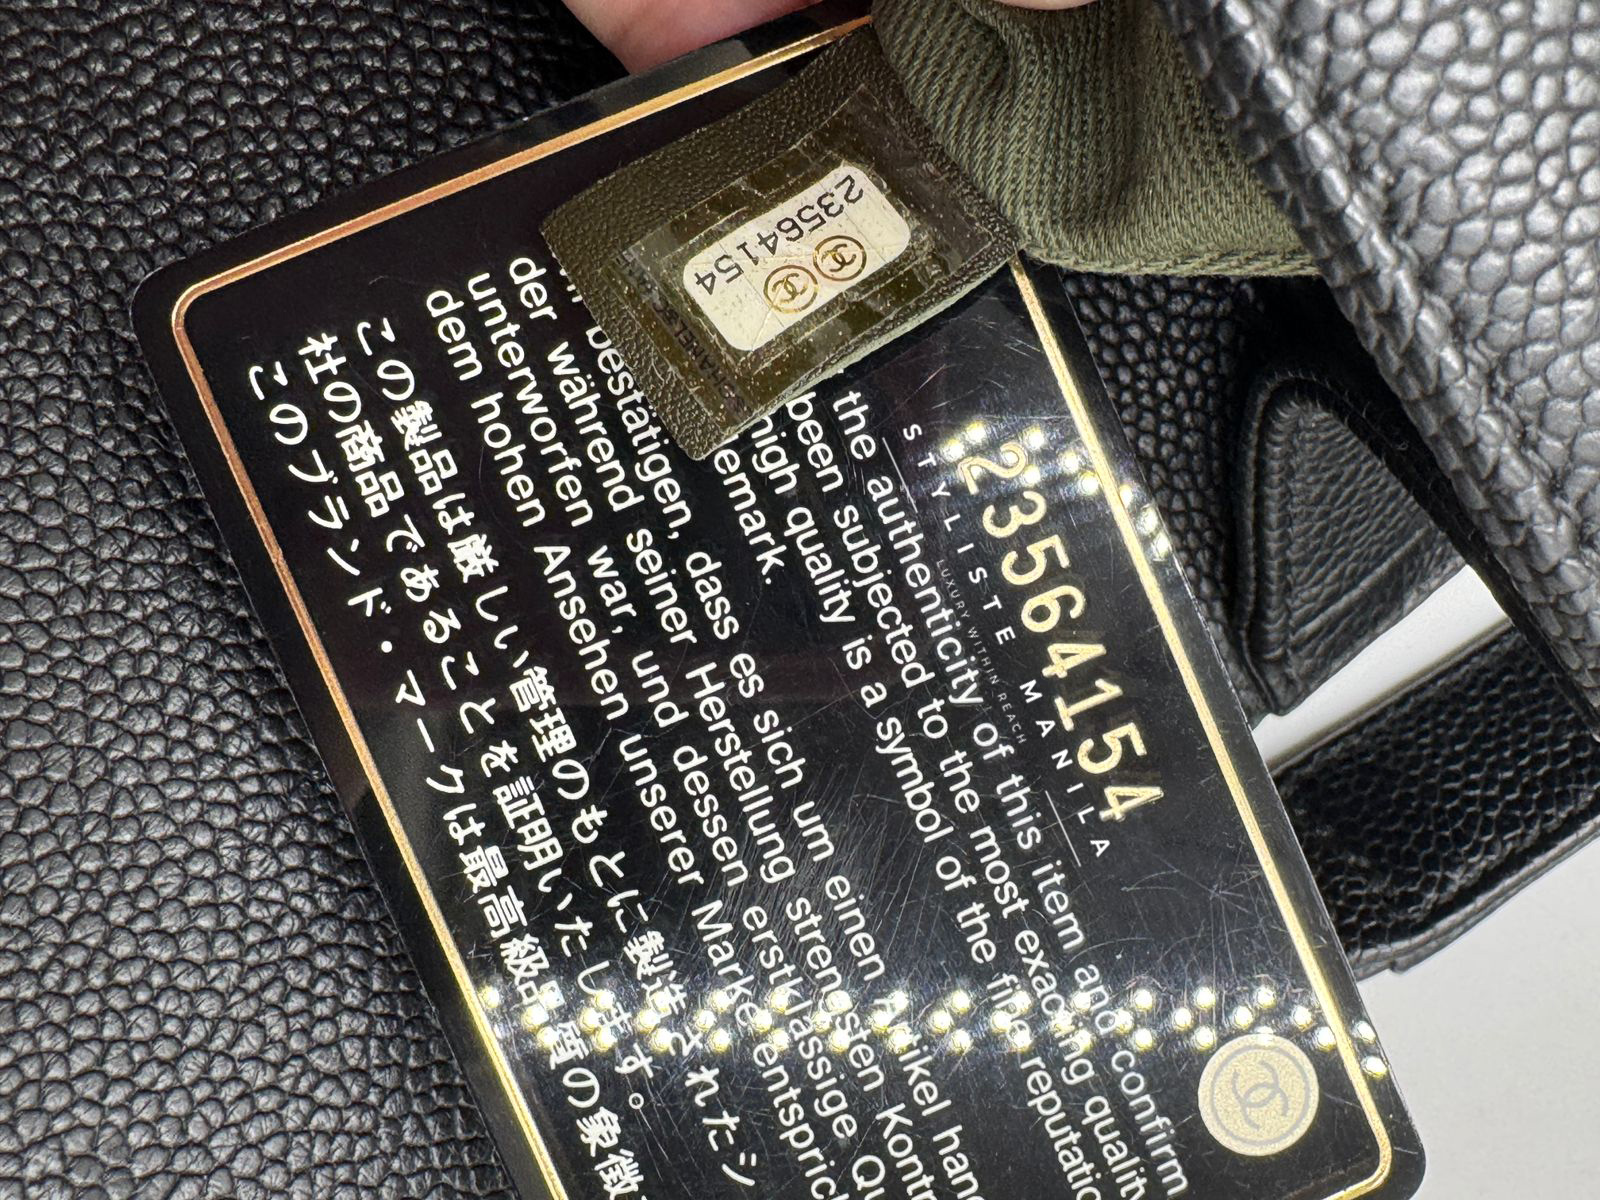 23564154
23564154
STYLISTE MANILA
LUXURY WITHIN REACH
the authenticity of this item and confirm
been subjected to the most exacting quality
high quality is a symbol of the fine reputatio
emark.
bestätigen, dass es sich um einen Artikel han
der während seiner Herstellung strengsten Kontr
unterworfen war, und dessen erstklassige Qu
dem hohen Ansehen unserer Marke entsprich
この製品は厳しい管理のもとに製造されたシ
社の商品であることを証明いたします。
このブランド・マークは最高級品質の象徴